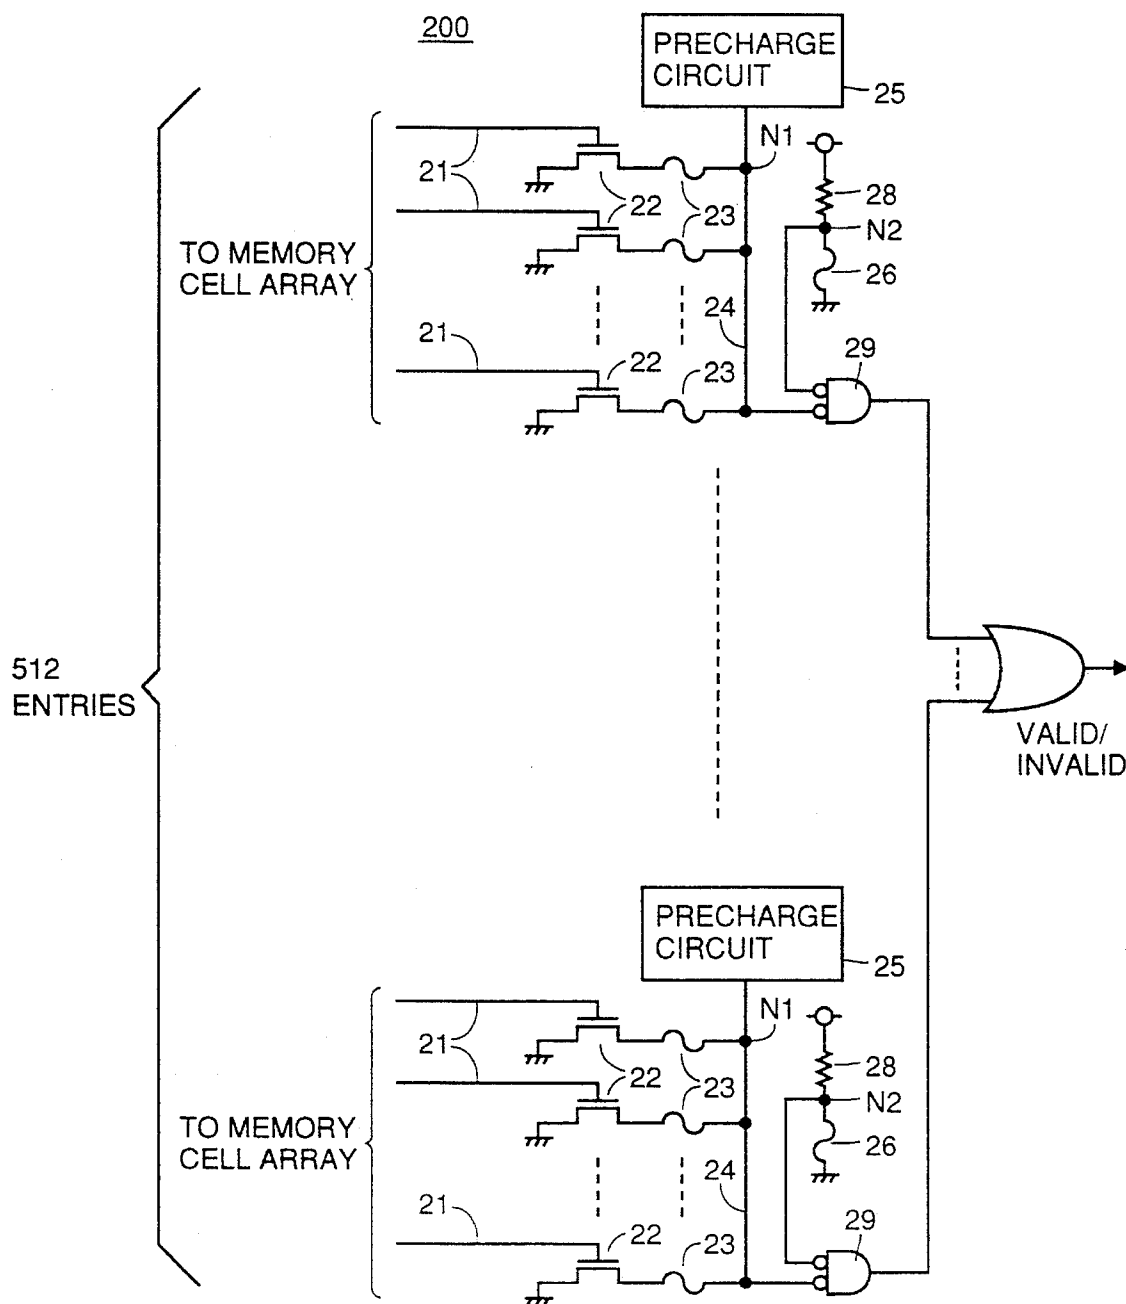 200
PRECHARGE
CIRCUIT
25
N1
21
22
23
28
N2
26
TO MEMORY
CELL ARRAY
24
21
22
23
29
512
ENTRIES
VALID/
INVALID
PRECHARGE
CIRCUIT
25
N1
21
22
23
28
N2
26
TO MEMORY
CELL ARRAY
24
21
22
23
29